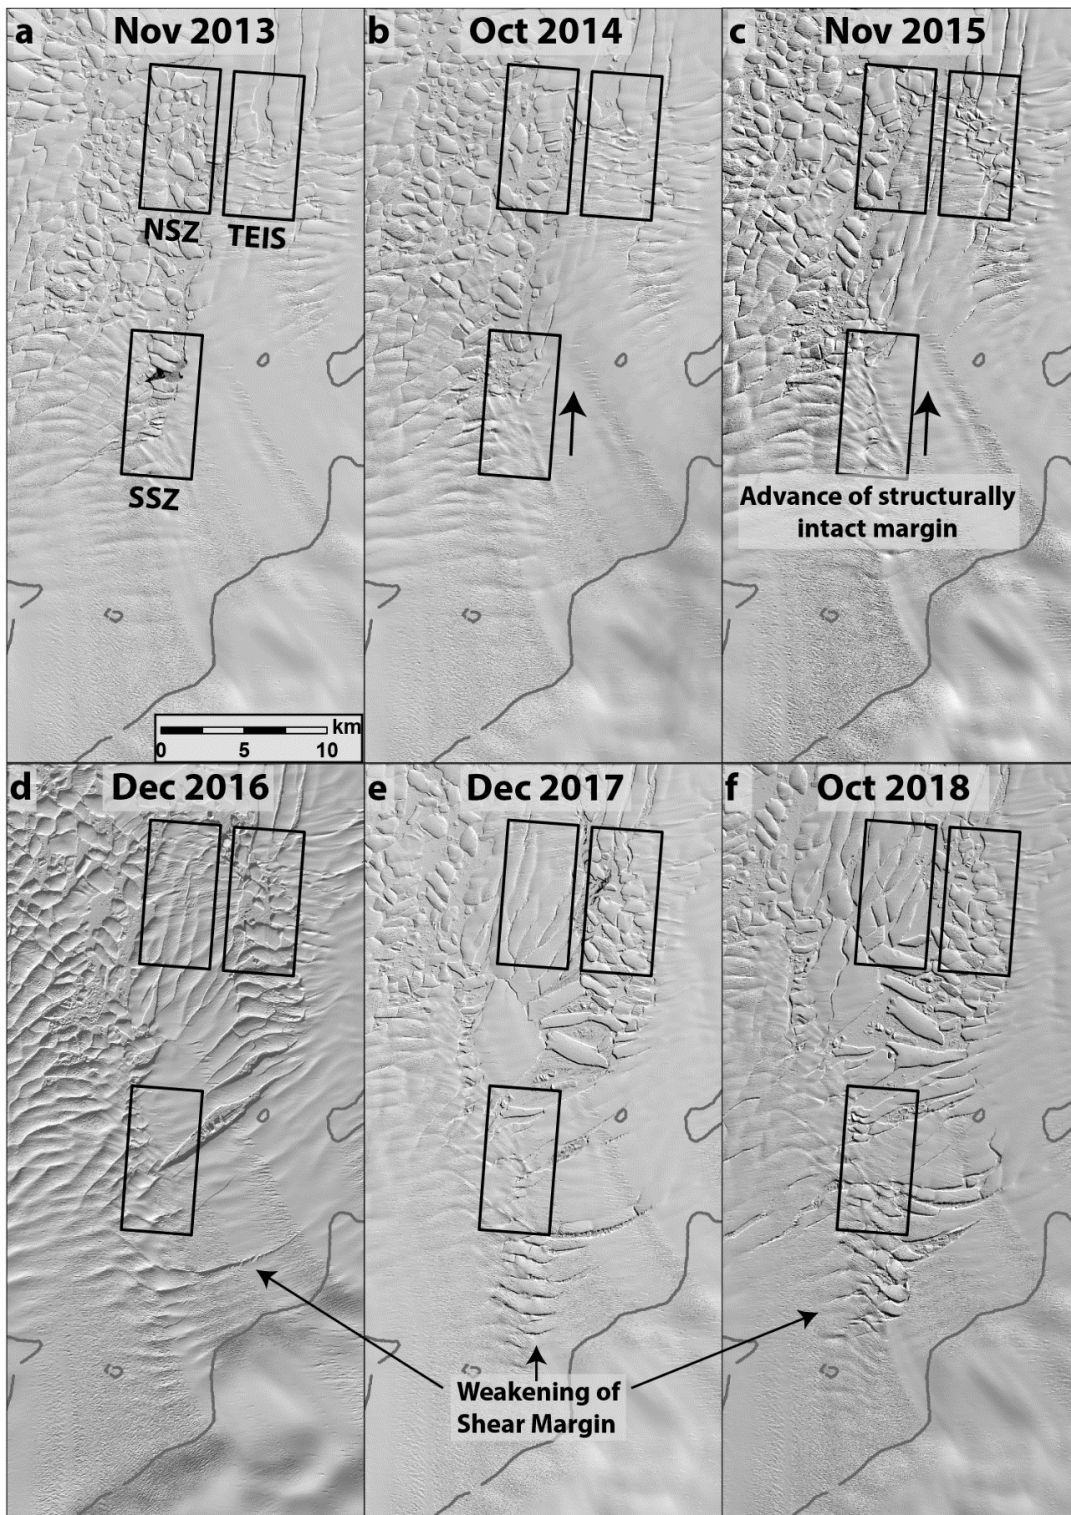 a Nov 2013
b Oct 2014
c Nov 2015
NSZ TEIS
SSZ
Advance of structurally
intact margin
km
0 5 10
d Dec 2016
e Dec 2017
f Oct 2018
Weakening of
Shear Margin